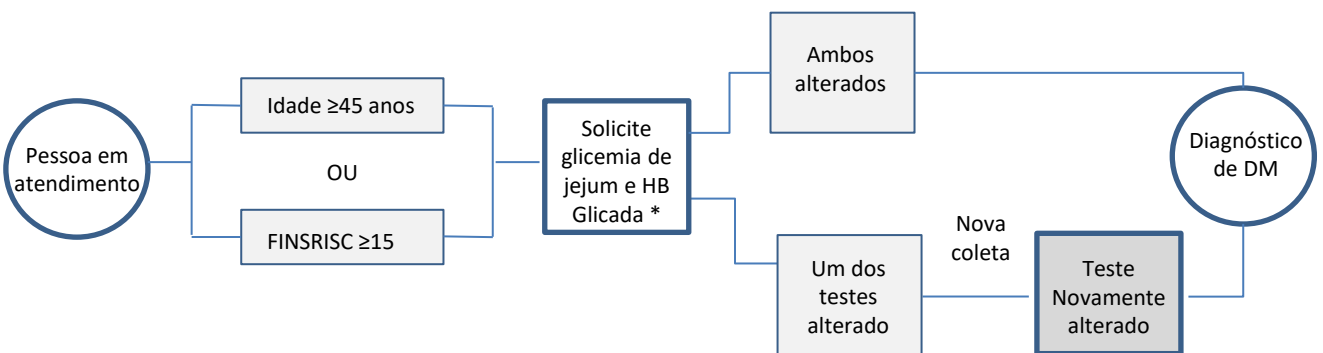 Pessoa em
atendimento
Idade ≥45 anos
OU
FINSRISC ≥15
Solicite
glicemia de
jejum e HB
Glicada *
Ambos
alterados
Um dos
testes
alterado
Nova
coleta
Teste
Novamente
alterado
Diagnóstico
de DM